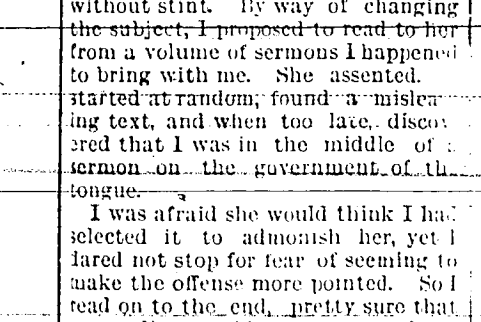 without stint. By way of changing
the subject, I proposed to read to her
from a volume of sermons I happened
to bring with me. She assented.
started at random, found a mislea
ing text, and when too late, discov
ered that I was in the middle of a
sermon on the government of th
tongue.
I was afraid she would think I had
selected it to admonish her, yet I
dared not stop for fear of seeming to
make the offense more pointed. So I
read on to the end, pretty sure that